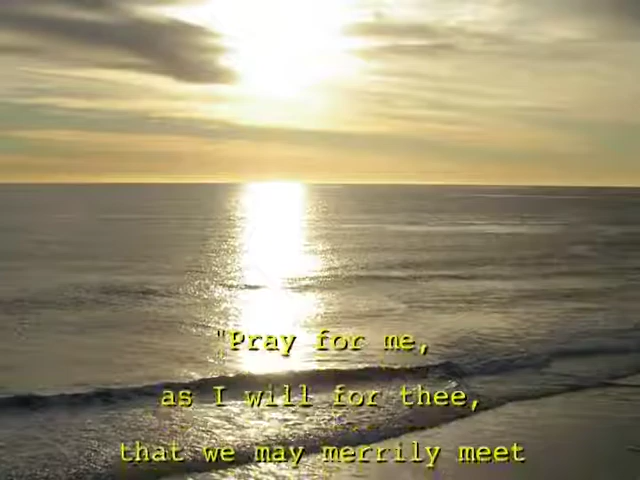 "Pray for me,
as I will for thee,
that we may merrily meet